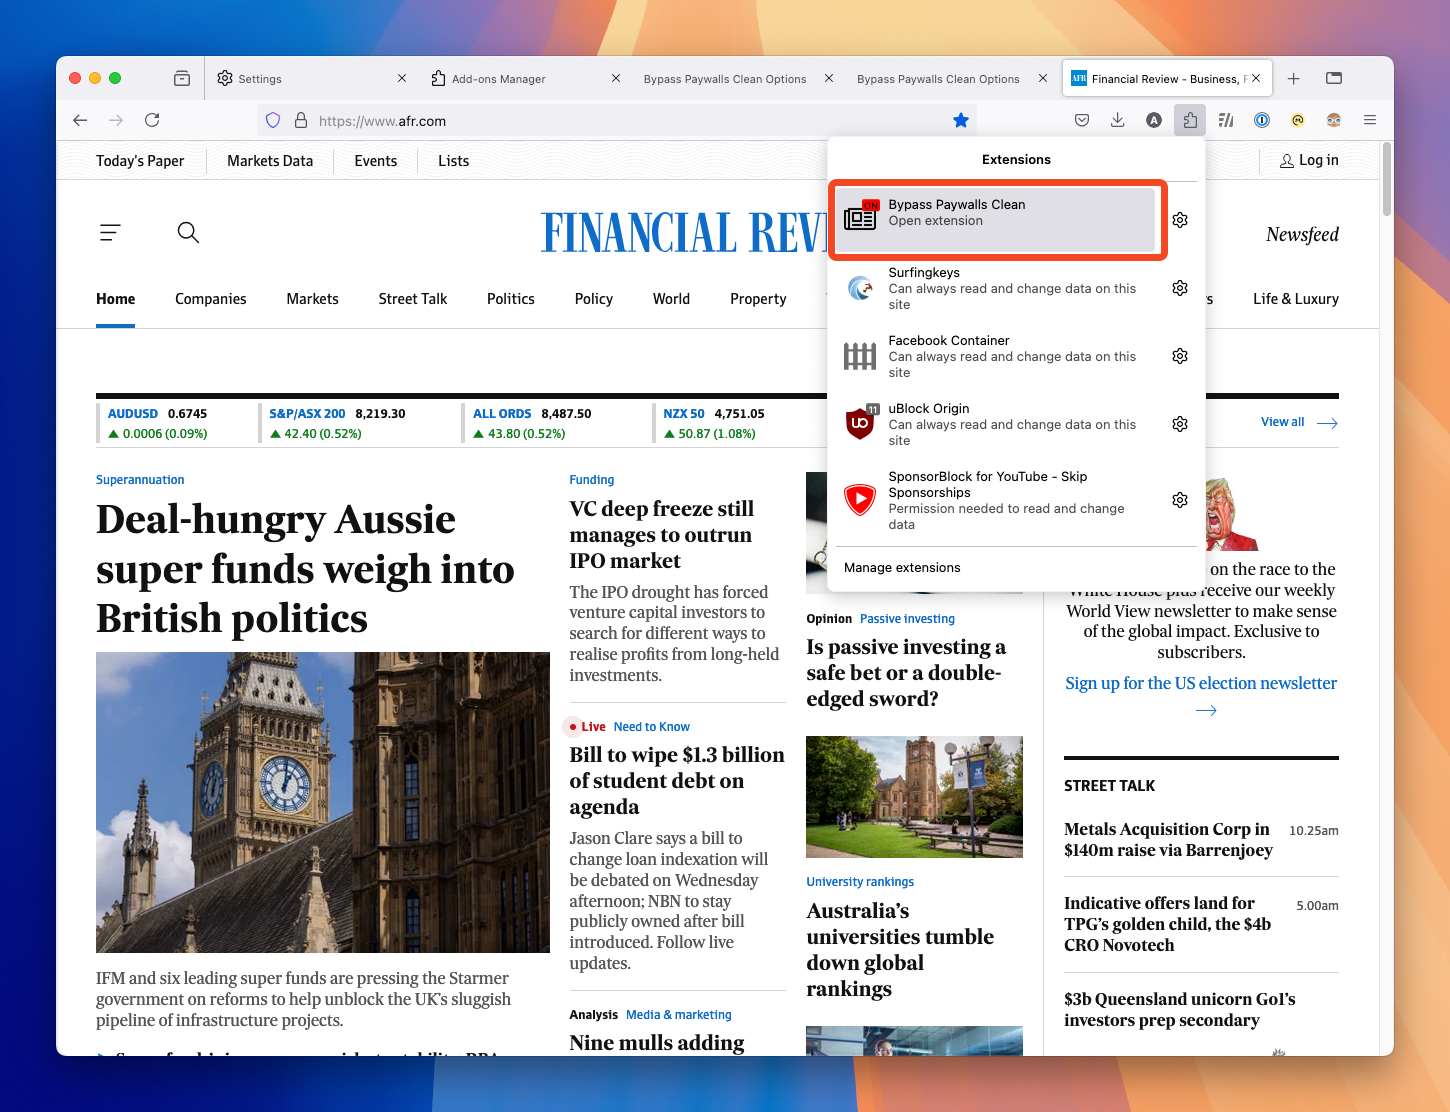 Settings
Add-ons Manager
Bypass Paywalls Clean Options
Bypass Paywalls Clean Options
AFR
Financial Review - Business, F
https://www.afr.com
A
Today's Paper
Markets Data
Events
Lists
Log in
FINANCIAL REV
Newsfeed
Home
Companies
Markets
Street Talk
Politics
Policy
World
Property
s
Life & Luxury
Extensions
ON
Bypass Paywalls Clean
Open extension
Surfingkeys
Can always read and change data on this
site
Facebook Container
Can always read and change data on this
site
11
uBlock Origin
Can always read and change data on this
site
SponsorBlock for YouTube - Skip
Sponsorships
Permission needed to read and change
data
Manage extensions
AUDUSD 0.6745
0.0006 (0.09%)
S&P/ASX 200 8,219.30
42.40 (0.52%)
ALL ORDS 8,487.50
43.80 (0.52%)
NZX 50 4,751.05
50.87 (1.08%)
View all
Superannuation
Deal-hungry Aussie
super funds weigh into
British politics
IFM and six leading super funds are pressing the Starmer
government on reforms to help unblock the UK's sluggish
pipeline of infrastructure projects.
Funding
VC deep freeze still
manages to outrun
IPO market
The IPO drought has forced
venture capital investors to
search for different ways to
realise profits from long-held
investments.
Live Need to Know
Bill to wipe $1.3 billion
of student debt on
agenda
Jason Clare says a bill to
change loan indexation will
be debated on Wednesday
afternoon; NBN to stay
publicly owned after bill
introduced. Follow live
updates.
Analysis Media & marketing
Nine mulls adding
Opinion Passive investing
Is passive investing a
safe bet or a double-
edged sword?
University rankings
Australia's
universities tumble
down global
rankings
on the race to the
White House plus receive our weekly
World View newsletter to make sense
of the global impact. Exclusive to
subscribers.
Sign up for the US election newsletter
STREET TALK
Metals Acquisition Corp in
$140m raise via Barrenjoey
10.25am
Indicative offers land for
TPG's golden child, the $4b
CRO Novotech
5.00am
$3b Queensland unicorn Go1's
investors prep secondary